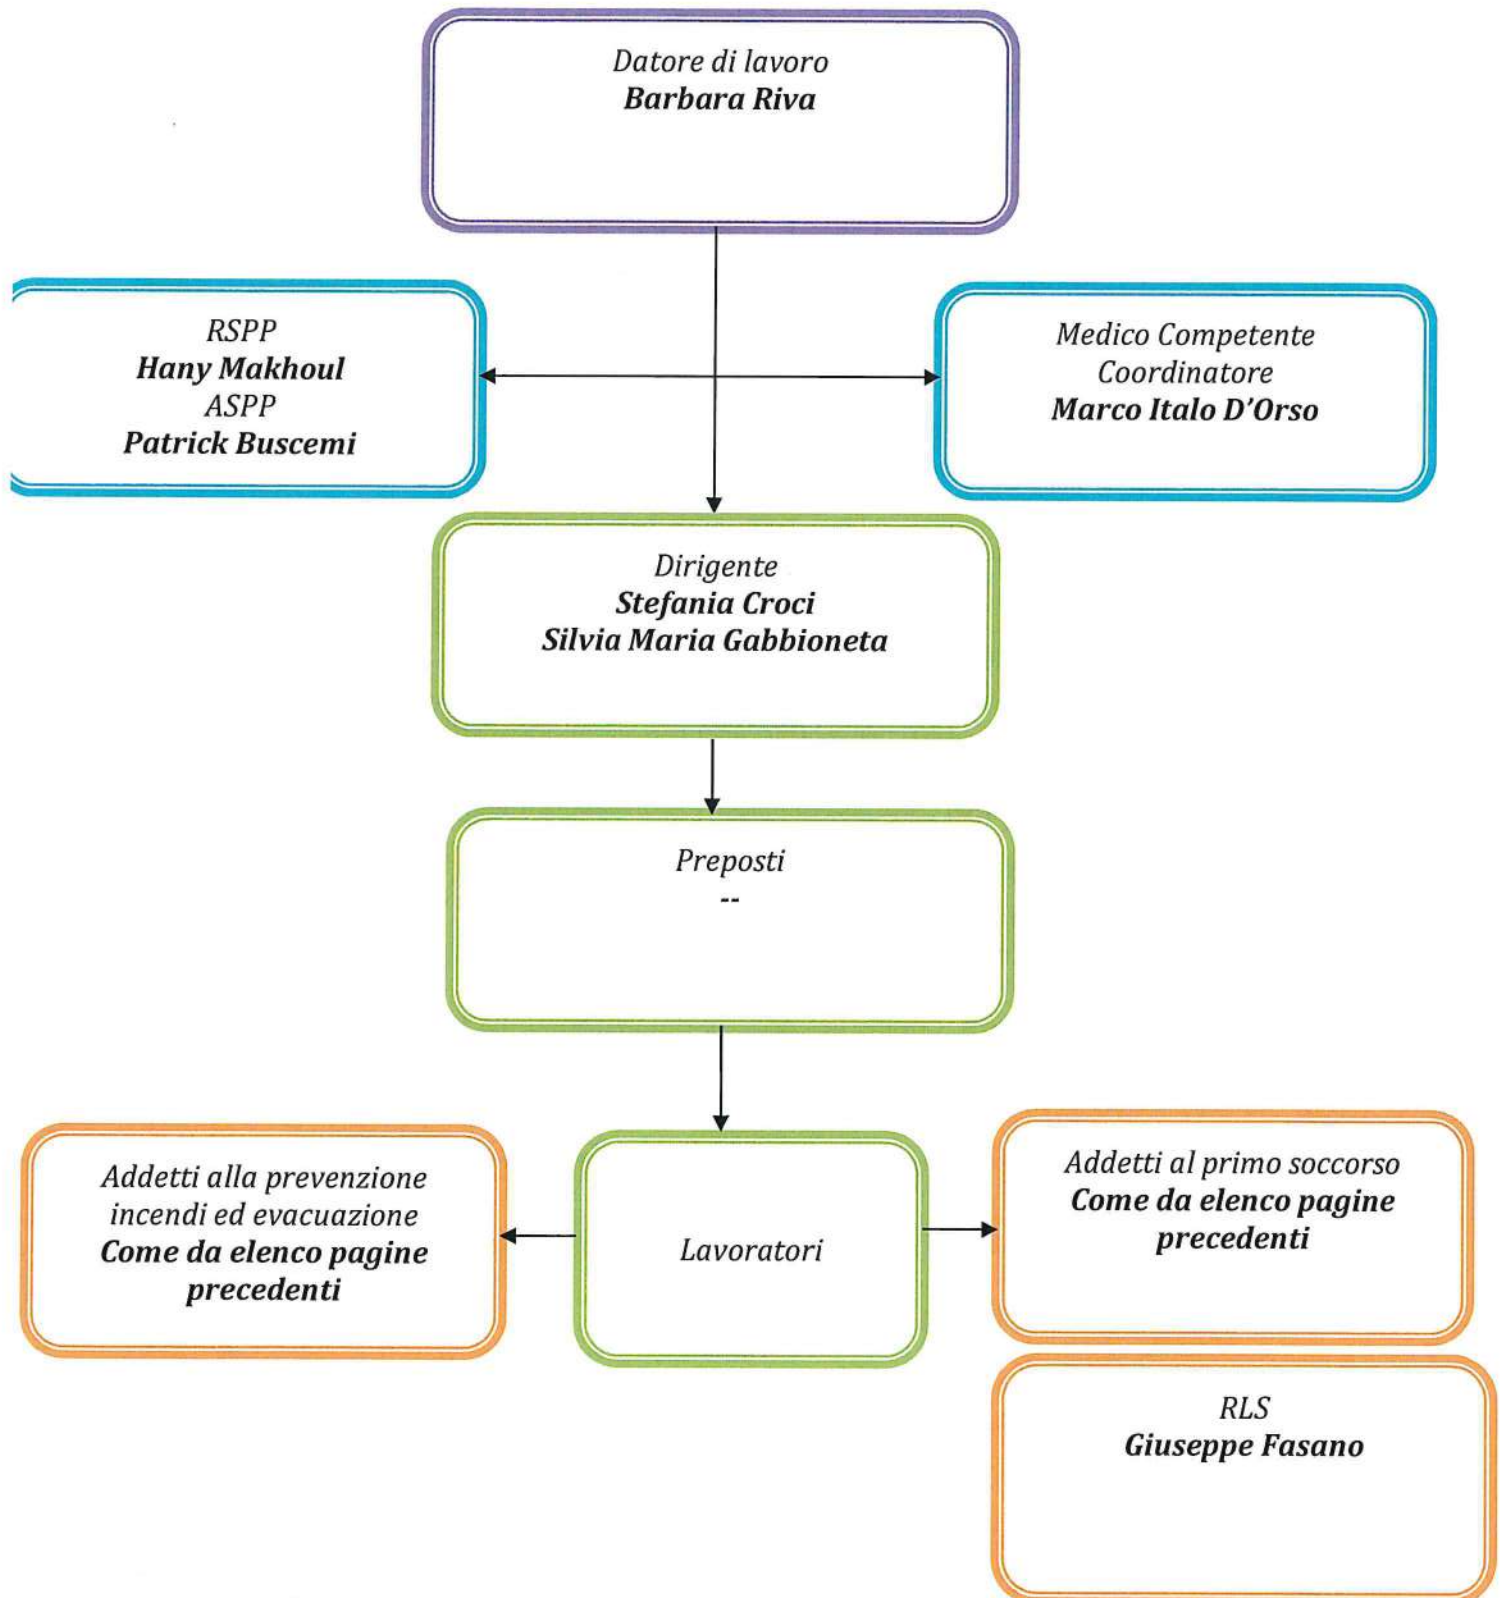 Datore di lavoro
Barbara Riva
RSPP
Hany Makhoul
ASPP
Patrick Buscemi
Medico Competente
Coordinatore
Marco Italo D'Orso
Dirigente
Stefania Croci
Silvia Maria Gabbioneta
Preposti
--
Addetti alla prevenzione
incendi ed evacuazione
Come da elenco pagine
precedenti
Lavoratori
Addetti al primo soccorso
Come da elenco pagine
precedenti
RLS
Giuseppe Fasano